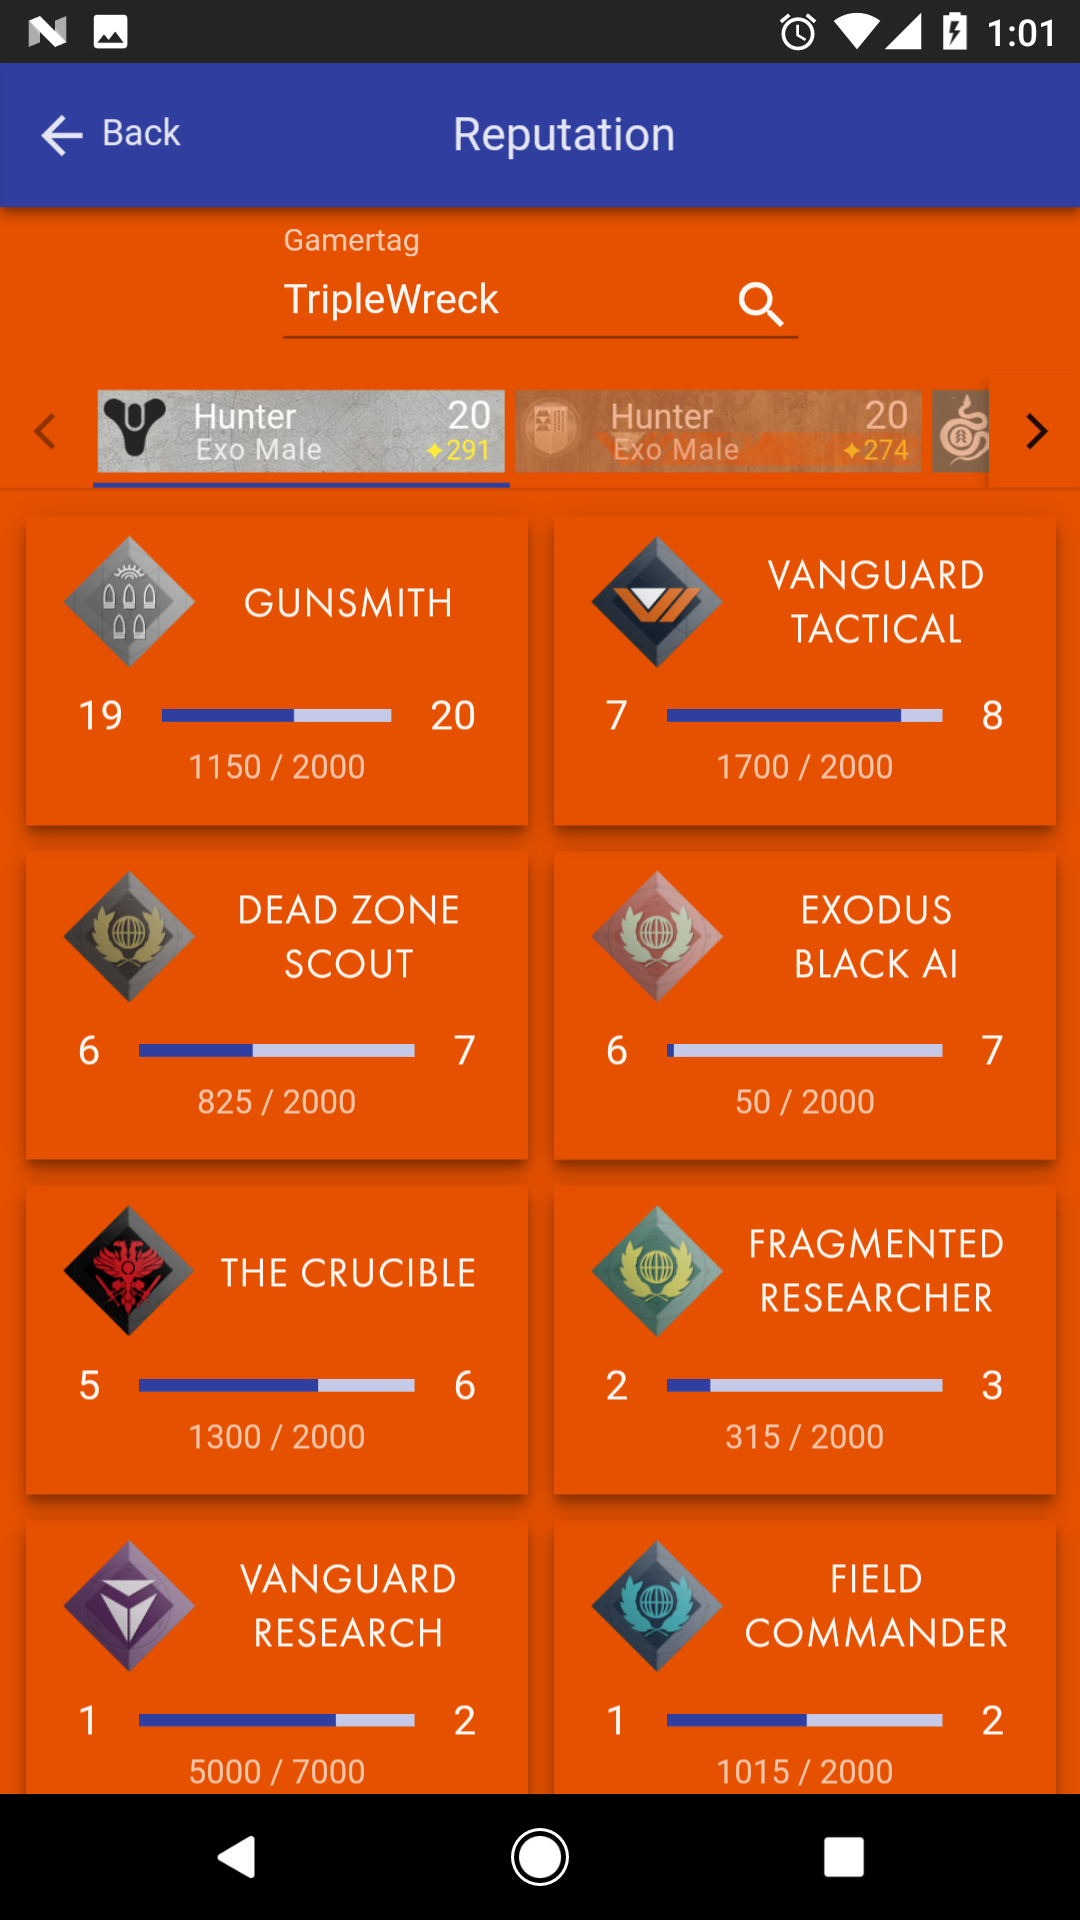 1:01
Back
Reputation
Gamertag
TripleWreck
Hunter 20
Exo Male ✦291
Hunter 20
Exo Male ✦274
GUNSMITH
19 20
1150 / 2000
VANGUARD
TACTICAL
7 8
1700 / 2000
DEAD ZONE
SCOUT
6 7
825 / 2000
EXODUS
BLACK AI
6 7
50 / 2000
THE CRUCIBLE
5 6
1300 / 2000
FRAGMENTED
RESEARCHER
2 3
315 / 2000
VANGUARD
RESEARCH
1 2
5000 / 7000
FIELD
COMMANDER
1 2
1015 / 2000